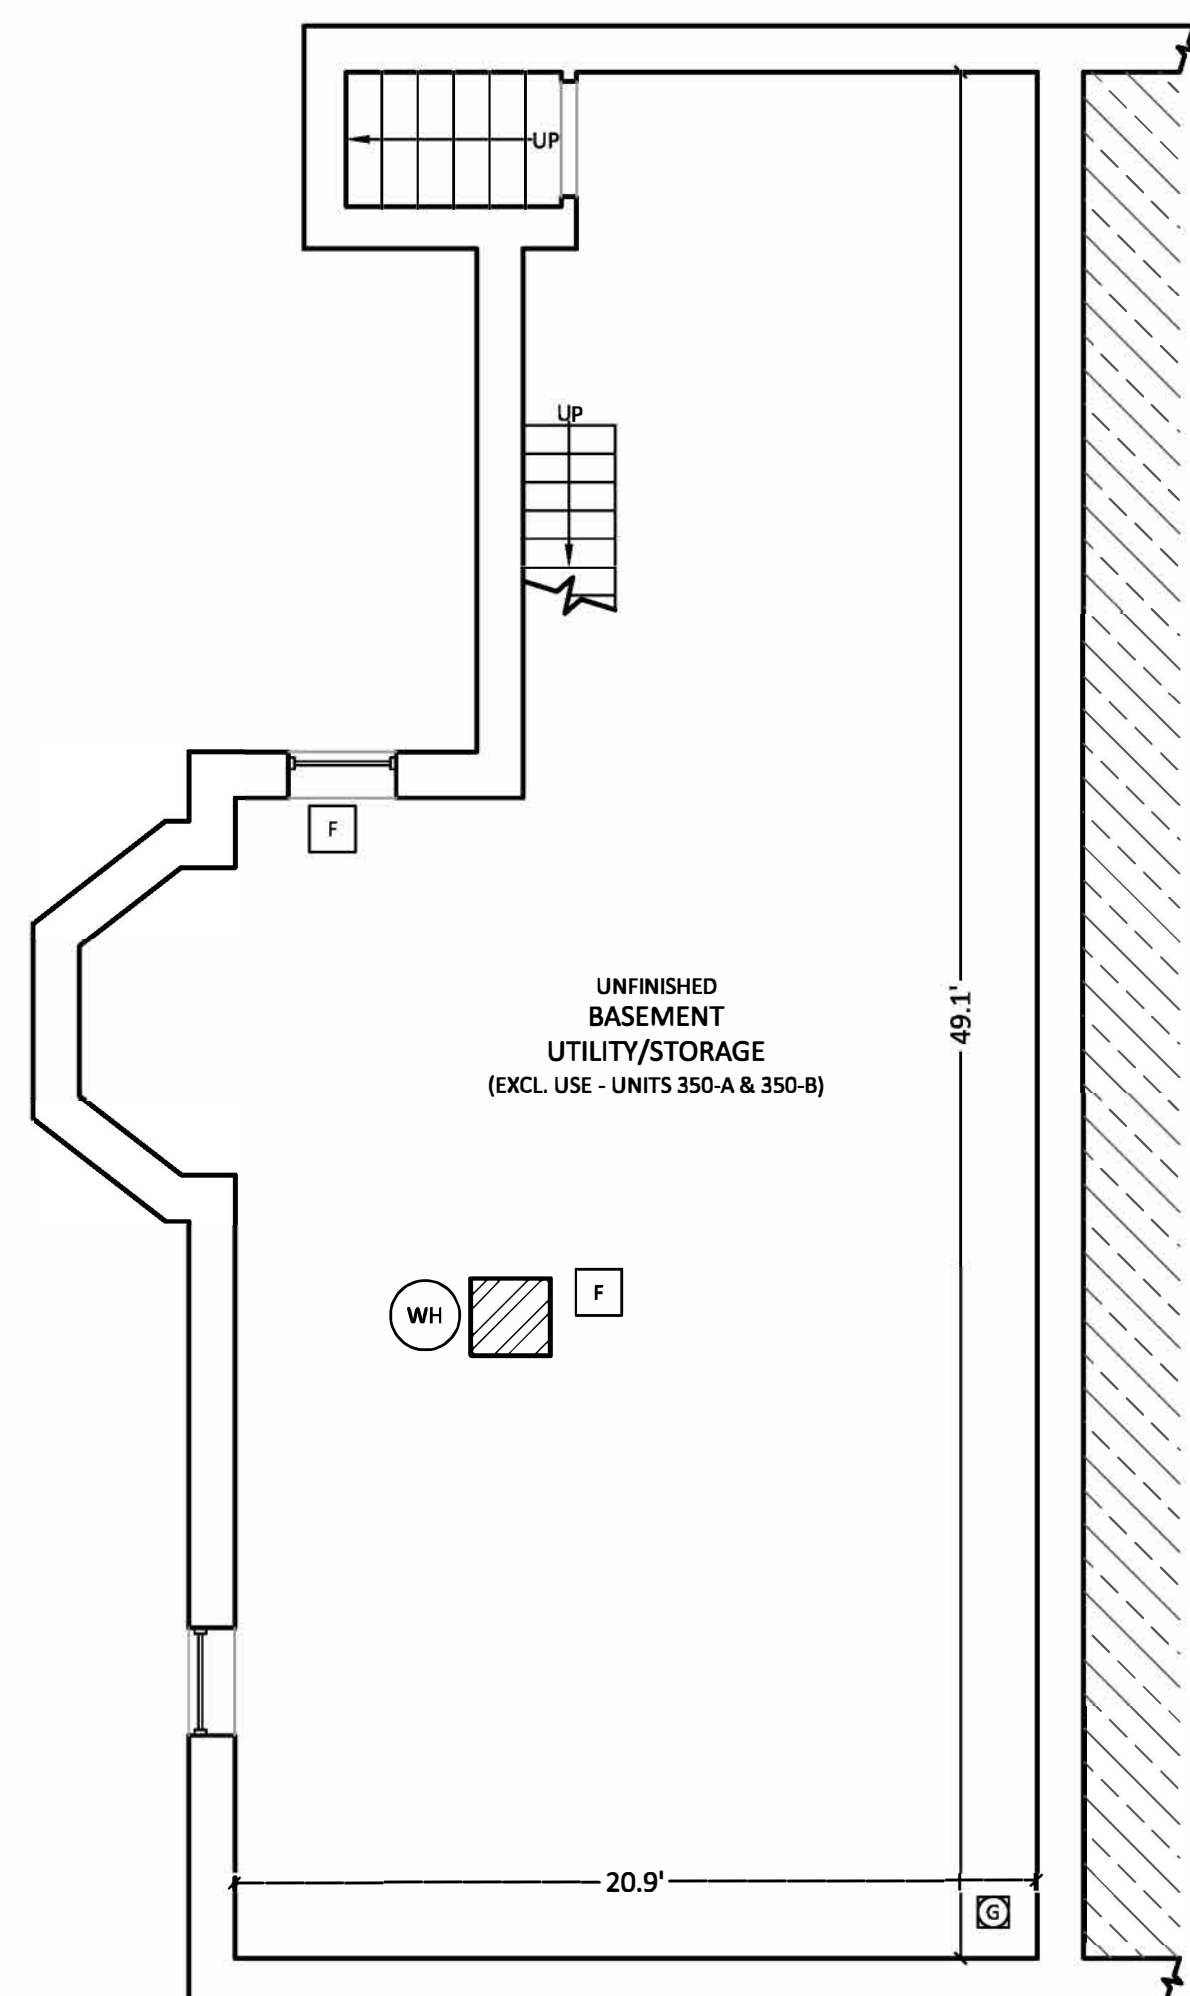 UP
UP
F
UNFINISHED
BASEMENT
UTILITY/STORAGE
(EXCL. USE - UNITS 350-A & 350-B)
49.1'
WH
F
20.9'
G